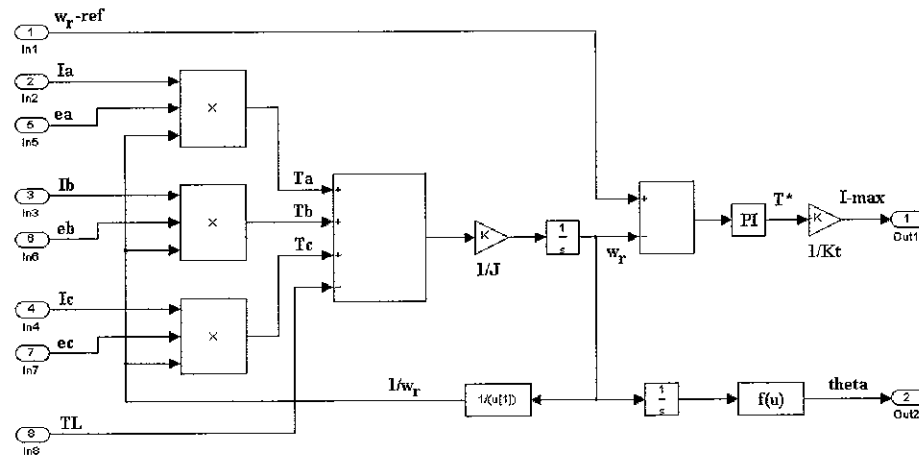 w_r-ref
1
In1
Ia
2
In2
ea
5
In5
×
Ib
3
In3
eb
6
In6
×
Ic
4
In4
ec
7
In7
×
TL
8
In8
Ta
Tb
Tc
+
+
+
−
K
1/J
1
s
w_r
+
−
PI
T*
K
1/Kt
I-max
1
Out1
1/w_r
1/(u[1])
1
s
f(u)
theta
2
Out2